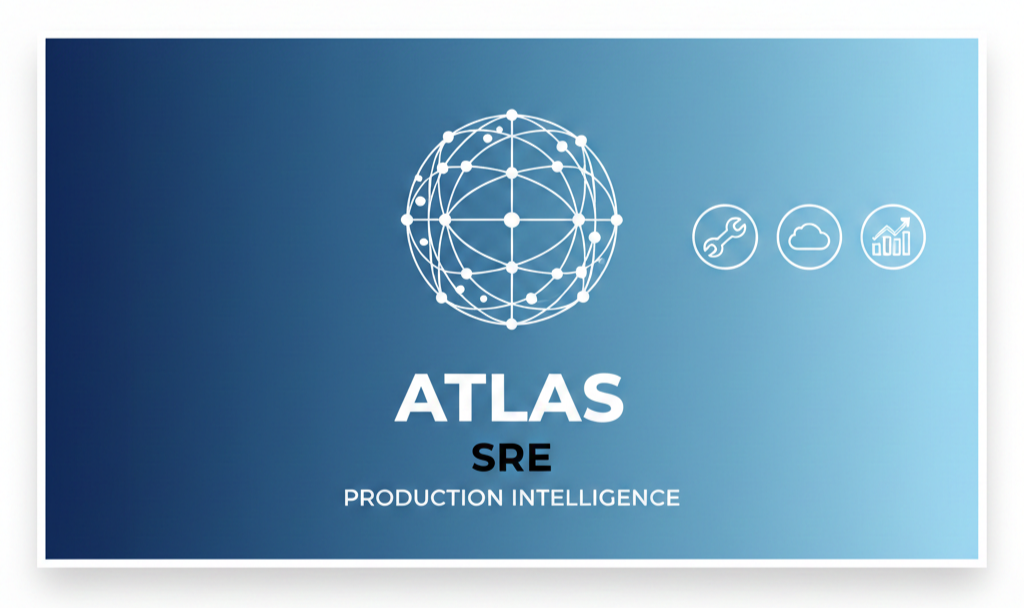 ATLAS
SRE
PRODUCTION INTELLIGENCE